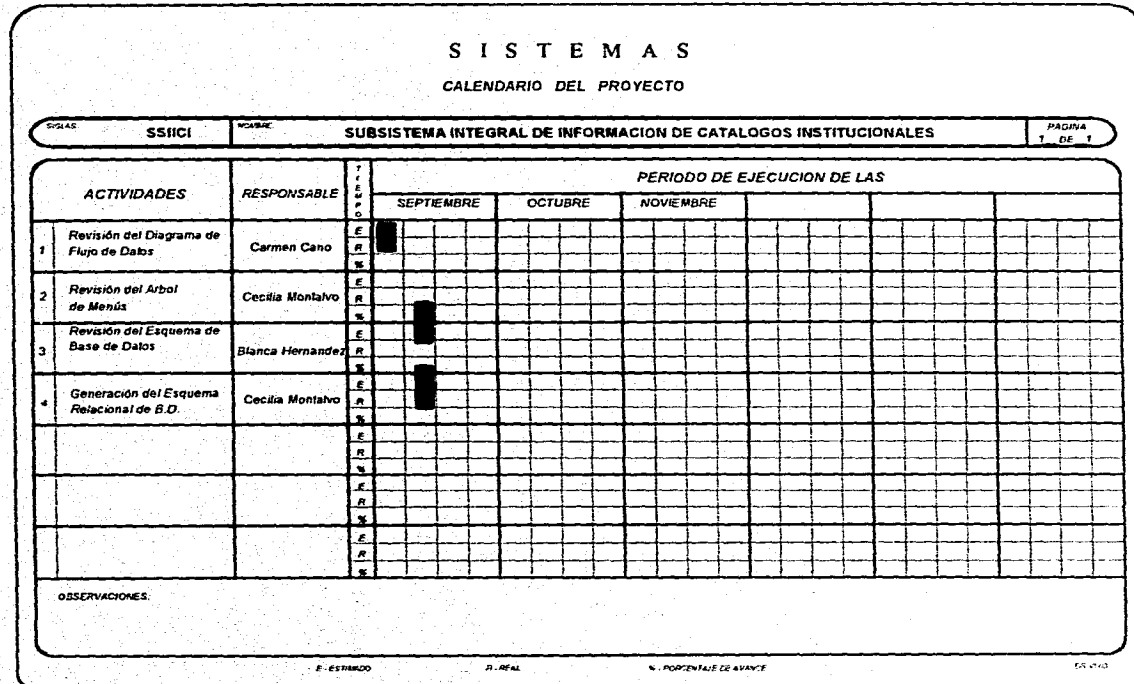 S I S T E M A S
CALENDARIO DEL PROYECTO
SIGLAS: SSIICI NOMBRE: SUBSISTEMA INTEGRAL DE INFORMACION DE CATALOGOS INSTITUCIONALES PAGINA
1 DE 1
ACTIVIDADES RESPONSABLE TIEMPO PERIODO DE EJECUCION DE LAS
SEPTIEMBRE OCTUBRE NOVIEMBRE
1 Revisión del Diagrama de Flujo de Datos Carmen Cano E R %
2 Revisión del Arbol de Menús Cecilia Montalvo E R %
3 Revisión del Esquema de Base de Datos Blanca Hernandez E R %
4 Generación del Esquema Relacional de B.D. Cecilia Montalvo E R %
E R %
E R %
E R %
OBSERVACIONES:
E - ESTIMADO R - REAL % - PORCENTAJE DE AVANCE